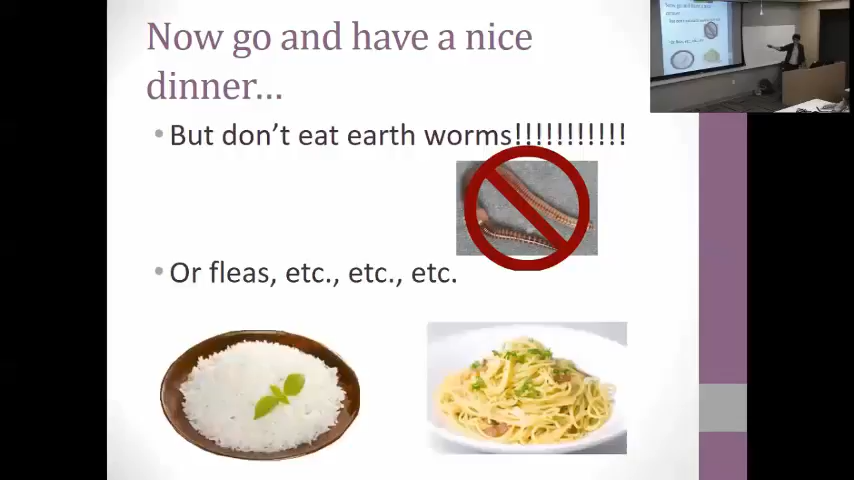 Now go and have a nice
dinner…
• But don't eat earth worms!!!!!!!!!!!
• Or fleas, etc., etc., etc.